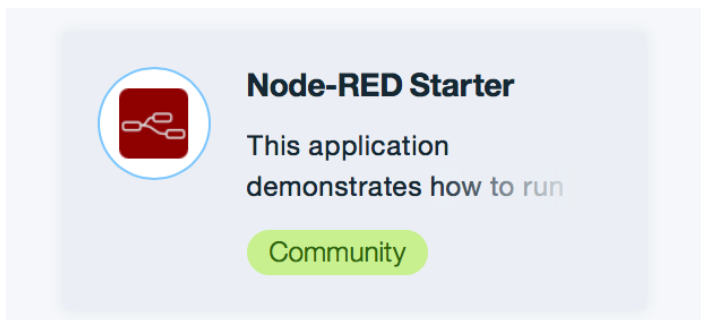 Node-RED Starter
This application
demonstrates how to run
Community